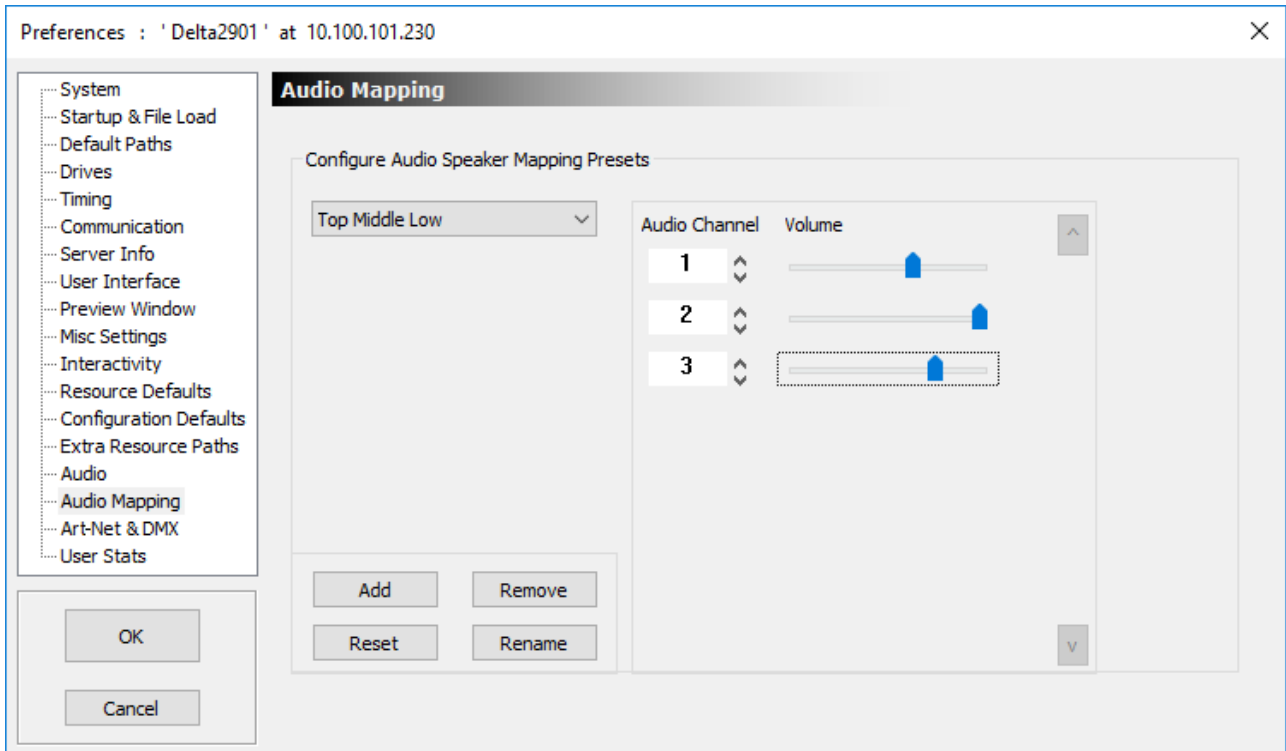 Preferences : ' Delta2901 ' at 10.100.101.230
System
Startup & File Load
Default Paths
Drives
Timing
Communication
Server Info
User Interface
Preview Window
Misc Settings
Interactivity
Resource Defaults
Configuration Defaults
Extra Resource Paths
Audio
Audio Mapping
Art-Net & DMX
User Stats
OK
Cancel
Audio Mapping
Configure Audio Speaker Mapping Presets
Top Middle Low
Add Remove
Reset Rename
Audio Channel Volume
1
2
3
v